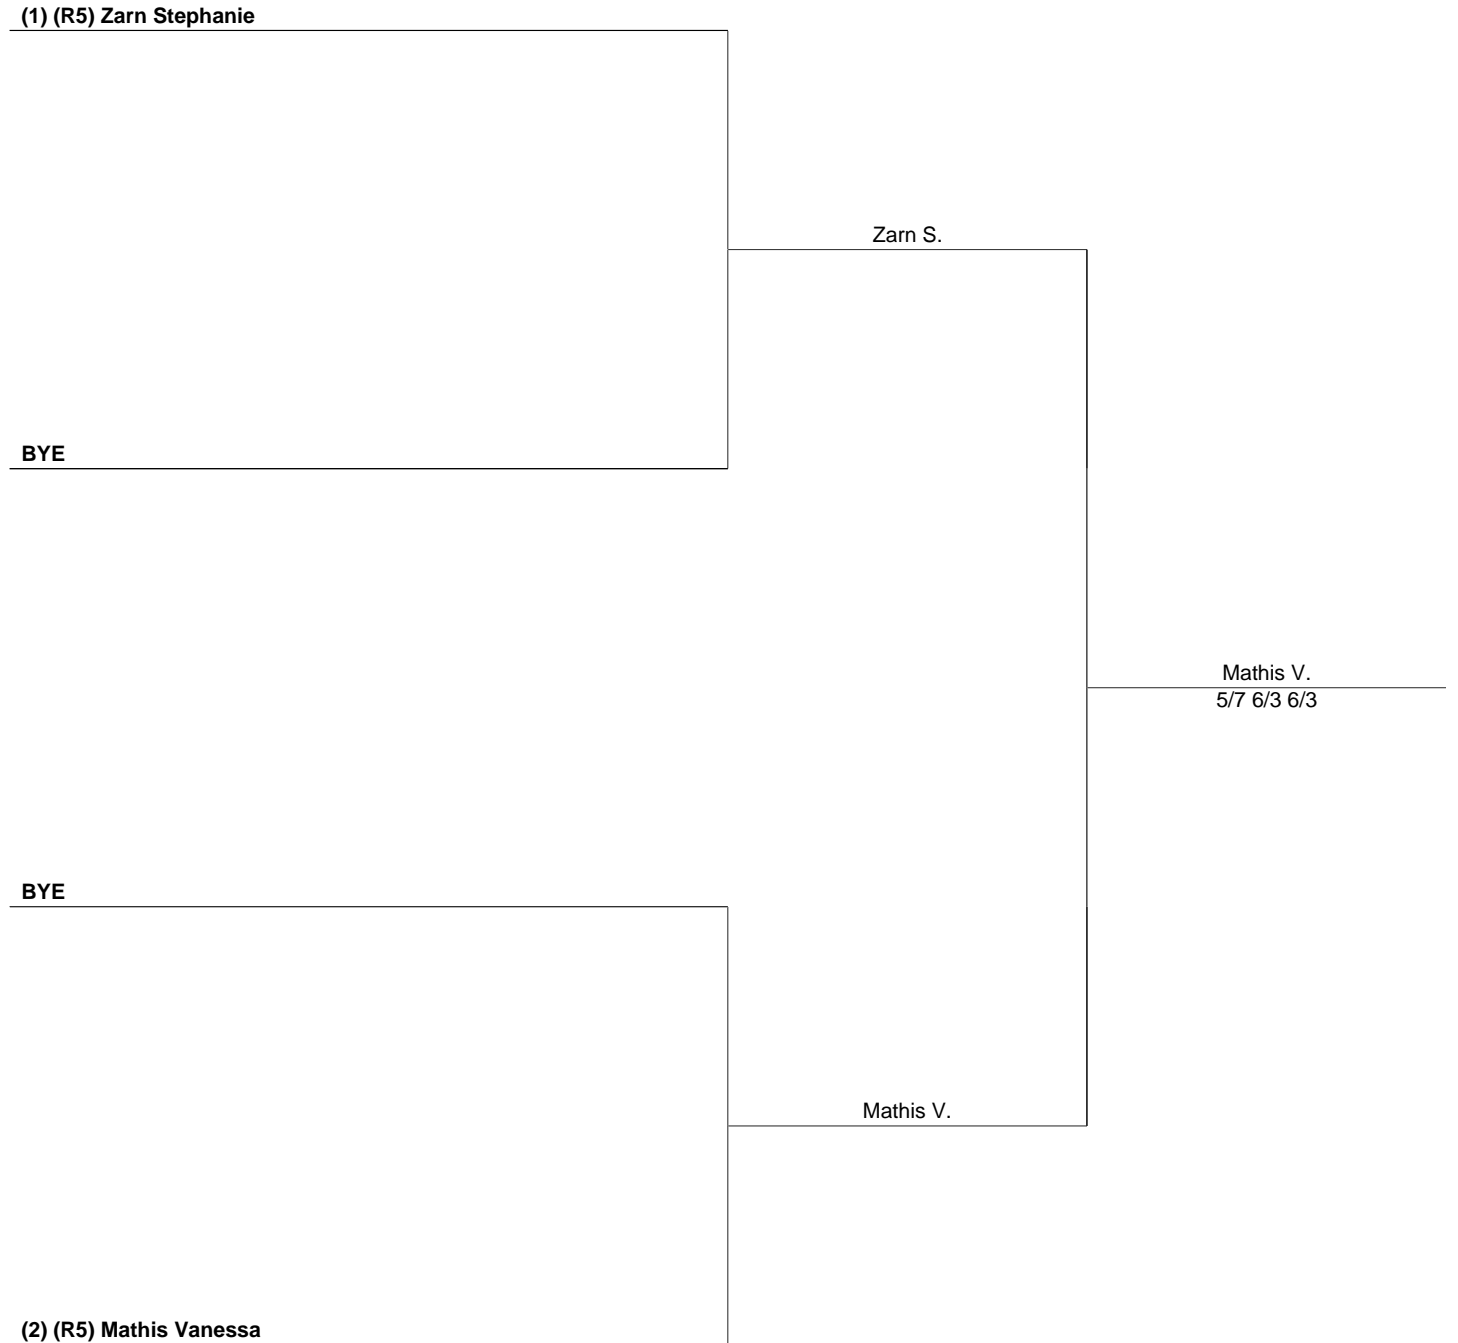 (1) (R5) Zarn Stephanie
Zarn S.
BYE
Mathis V.
5/7 6/3 6/3
BYE
Mathis V.
(2) (R5) Mathis Vanessa